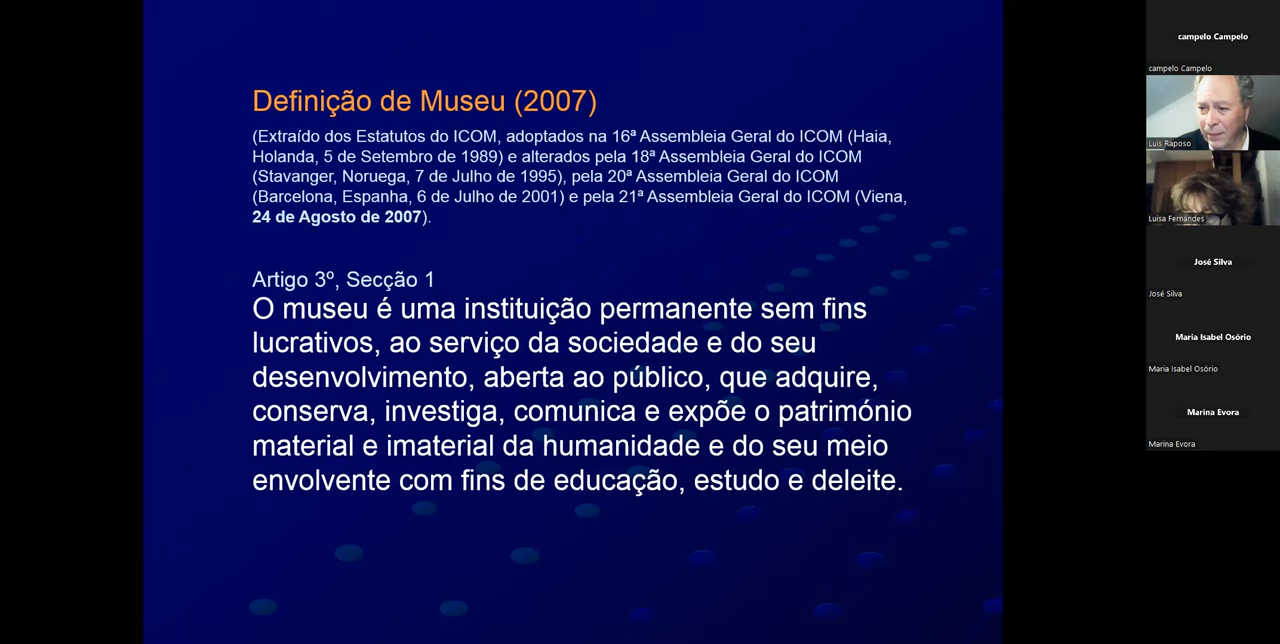 Definição de Museu (2007)
(Extraído dos Estatutos do ICOM, adoptados na 16ª Assembleia Geral do ICOM (Haia,
Holanda, 5 de Setembro de 1989) e alterados pela 18ª Assembleia Geral do ICOM
(Stavanger, Noruega, 7 de Julho de 1995), pela 20ª Assembleia Geral do ICOM
(Barcelona, Espanha, 6 de Julho de 2001) e pela 21ª Assembleia Geral do ICOM (Viena,
24 de Agosto de 2007).
Artigo 3º, Secção 1
O museu é uma instituição permanente sem fins
lucrativos, ao serviço da sociedade e do seu
desenvolvimento, aberta ao público, que adquire,
conserva, investiga, comunica e expõe o património
material e imaterial da humanidade e do seu meio
envolvente com fins de educação, estudo e deleite.
campelo Campelo
campelo Campelo
Luís Raposo
Luisa Fernandes
José Silva
José Silva
Maria Isabel Osório
Maria Isabel Osório
Marina Evora
Marina Evora